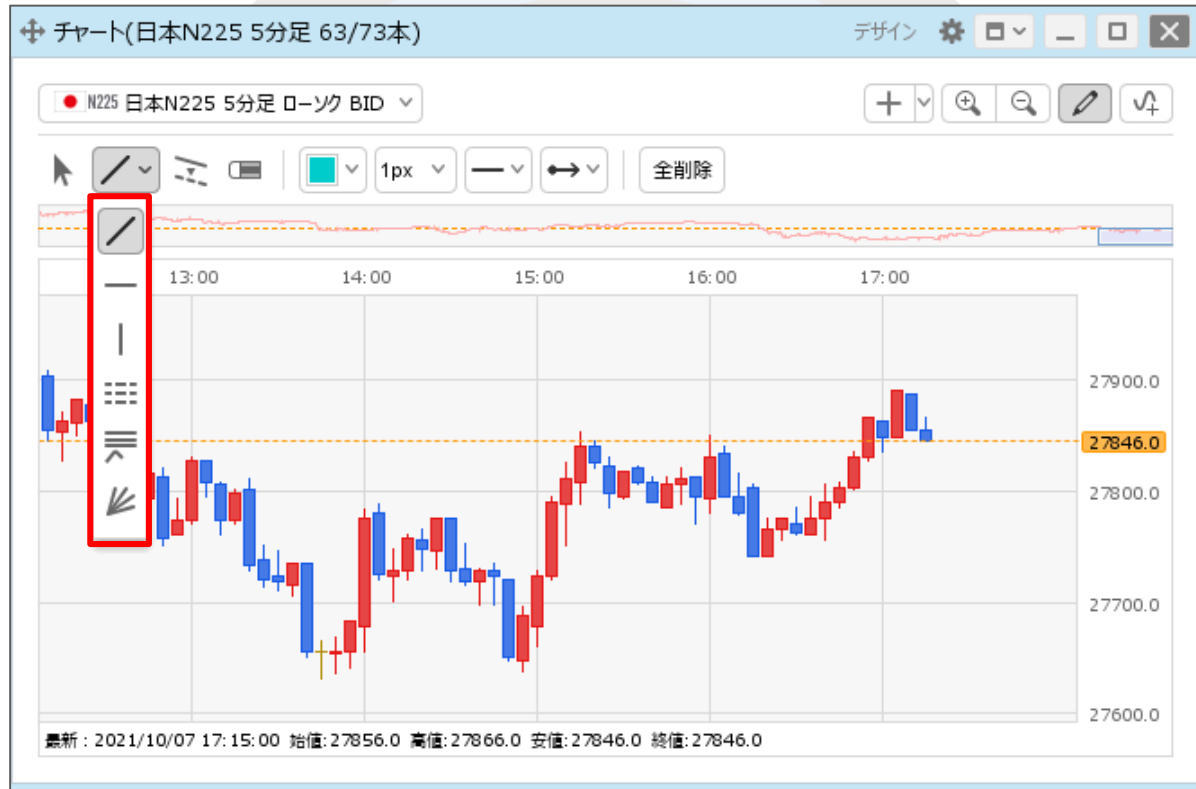 チャート(日本N225 5分足 63/73本)
デザイン
N225 日本N225 5分足 ローソク BID
1px
全削除
13:00 14:00 15:00 16:00 17:00
27900.0
27846.0
27800.0
27700.0
27600.0
最新 : 2021/10/07 17:15:00 始値:27856.0 高値:27866.0 安値:27846.0 終値:27846.0